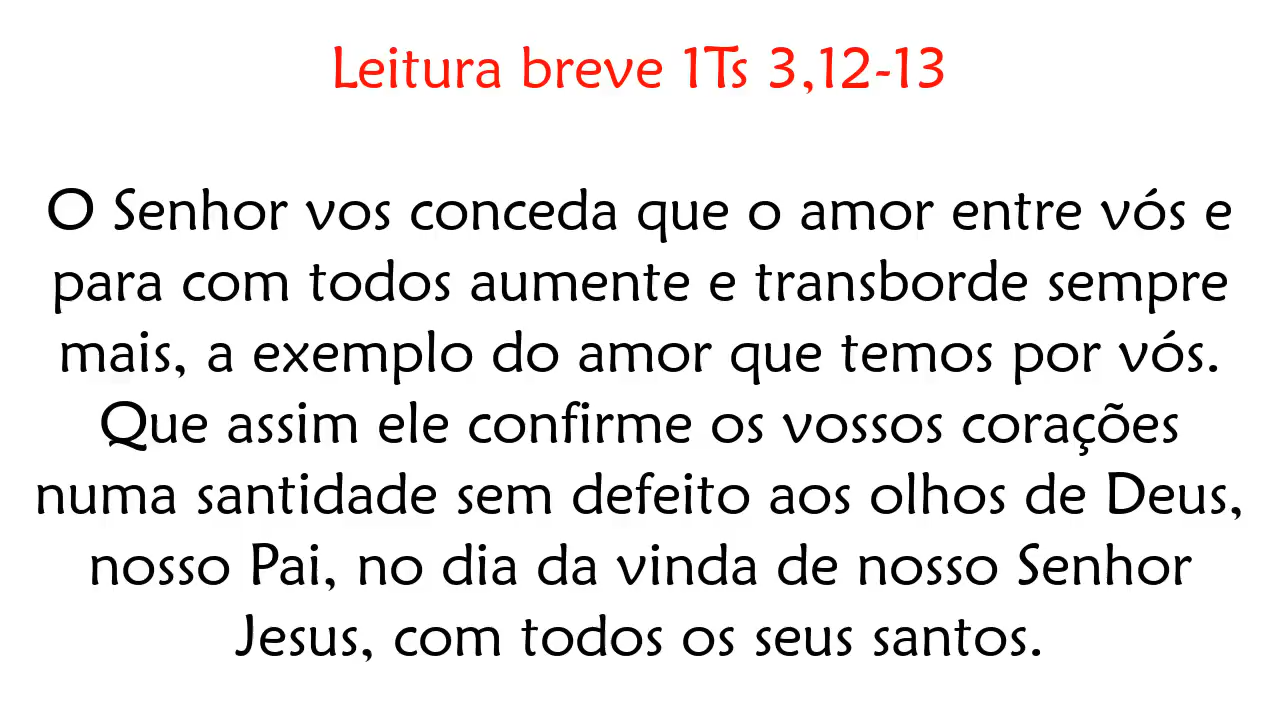 Leitura breve 1Ts 3,12-13
O Senhor vos conceda que o amor entre vós e
para com todos aumente e transborde sempre
mais, a exemplo do amor que temos por vós.
Que assim ele confirme os vossos corações
numa santidade sem defeito aos olhos de Deus,
nosso Pai, no dia da vinda de nosso Senhor
Jesus, com todos os seus santos.